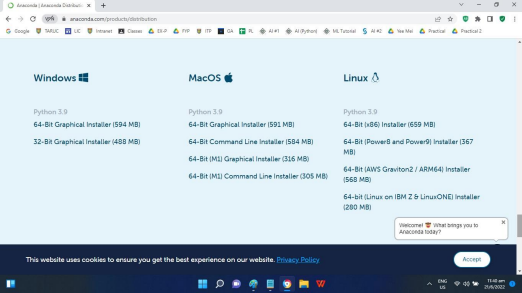 Anaconda | Anaconda Distribut
anaconda.com/products/distribution
Google
TARUC
LIC
Intranet
Classes
EX-P
FYP
ITP
GA
PL
AI #1
AI (Python)
ML Tutorial
AI #2
Yee Mei
Practical
Practical 2
Windows
Python 3.9
64-Bit Graphical Installer (594 MB)
32-Bit Graphical Installer (488 MB)
MacOS
Python 3.9
64-Bit Graphical Installer (591 MB)
64-Bit Command Line Installer (584 MB)
64-Bit (M1) Graphical Installer (316 MB)
64-Bit (M1) Command Line Installer (305 MB)
Linux
Python 3.9
64-Bit (x86) Installer (659 MB)
64-Bit (Power8 and Power9) Installer (367
MB)
64-Bit (AWS Graviton2 / ARM64) Installer
(568 MB)
64-bit (Linux on IBM Z & LinuxONE) Installer
(280 MB)
Welcome! What brings you to
Anaconda today?
This website uses cookies to ensure you get the best experience on our website. Privacy Policy
Accept
ENG
US
11:40 am
21/6/2022